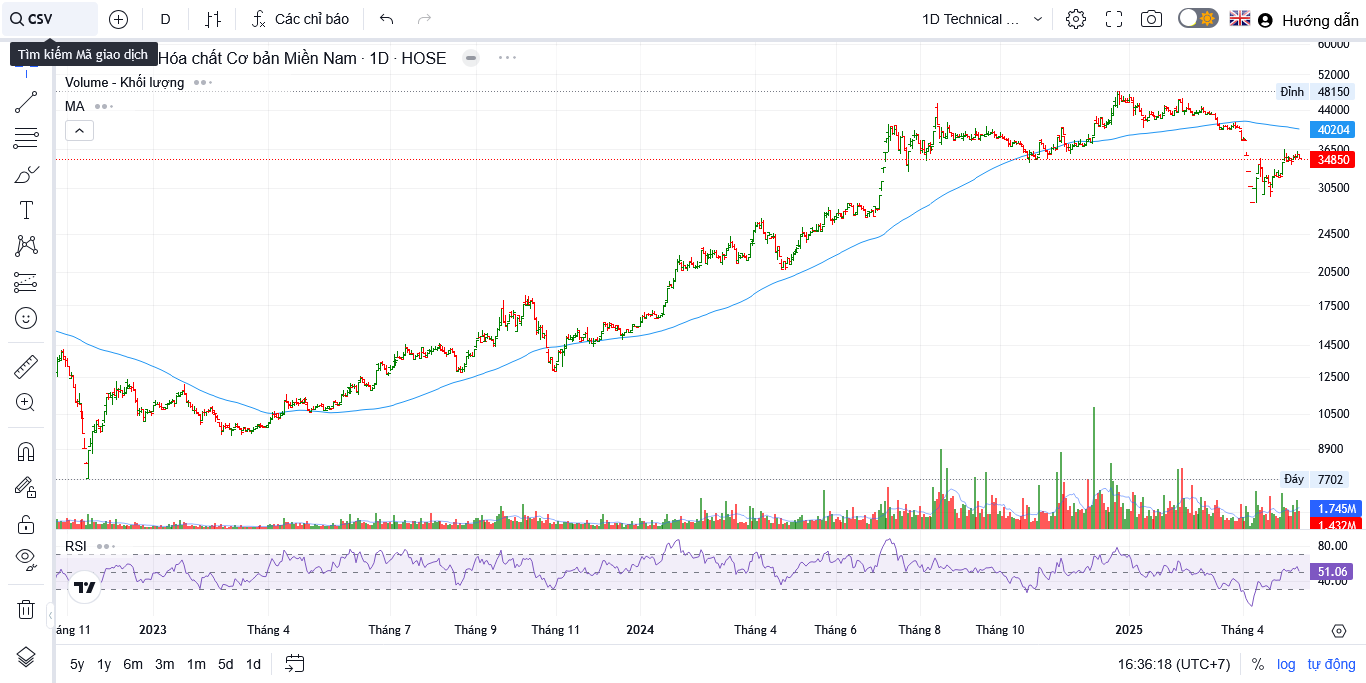 CSV
D
Các chỉ báo
1D Technical ...
Hướng dẫn
Tìm kiếm Mã giao dịch
Hóa chất Cơ bản Miền Nam · 1D · HOSE
Volume - Khối lượng
MA
60000
52000
Đỉnh 48150
44000
40204
36500
34850
30500
24500
20500
17500
14500
12500
10500
8900
Đáy 7702
1.745M
1.432M
RSI
80.00
51.06
40.00
áng 11 2023 Tháng 4 Tháng 7 Tháng 9 Tháng 11 2024 Tháng 4 Tháng 6 Tháng 8 Tháng 10 2025 Tháng 4
5y 1y 6m 3m 1m 5d 1d
16:36:18 (UTC+7) % log tự động